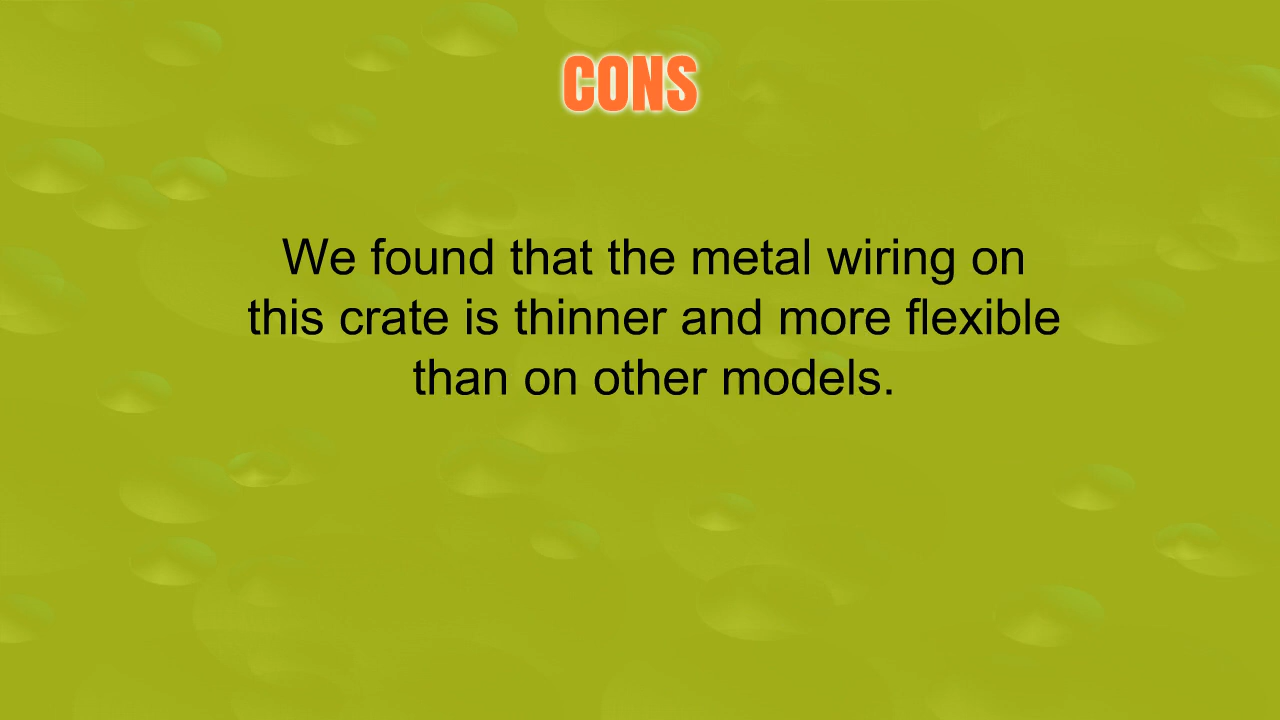 CONS
We found that the metal wiring on
this crate is thinner and more flexible
than on other models.